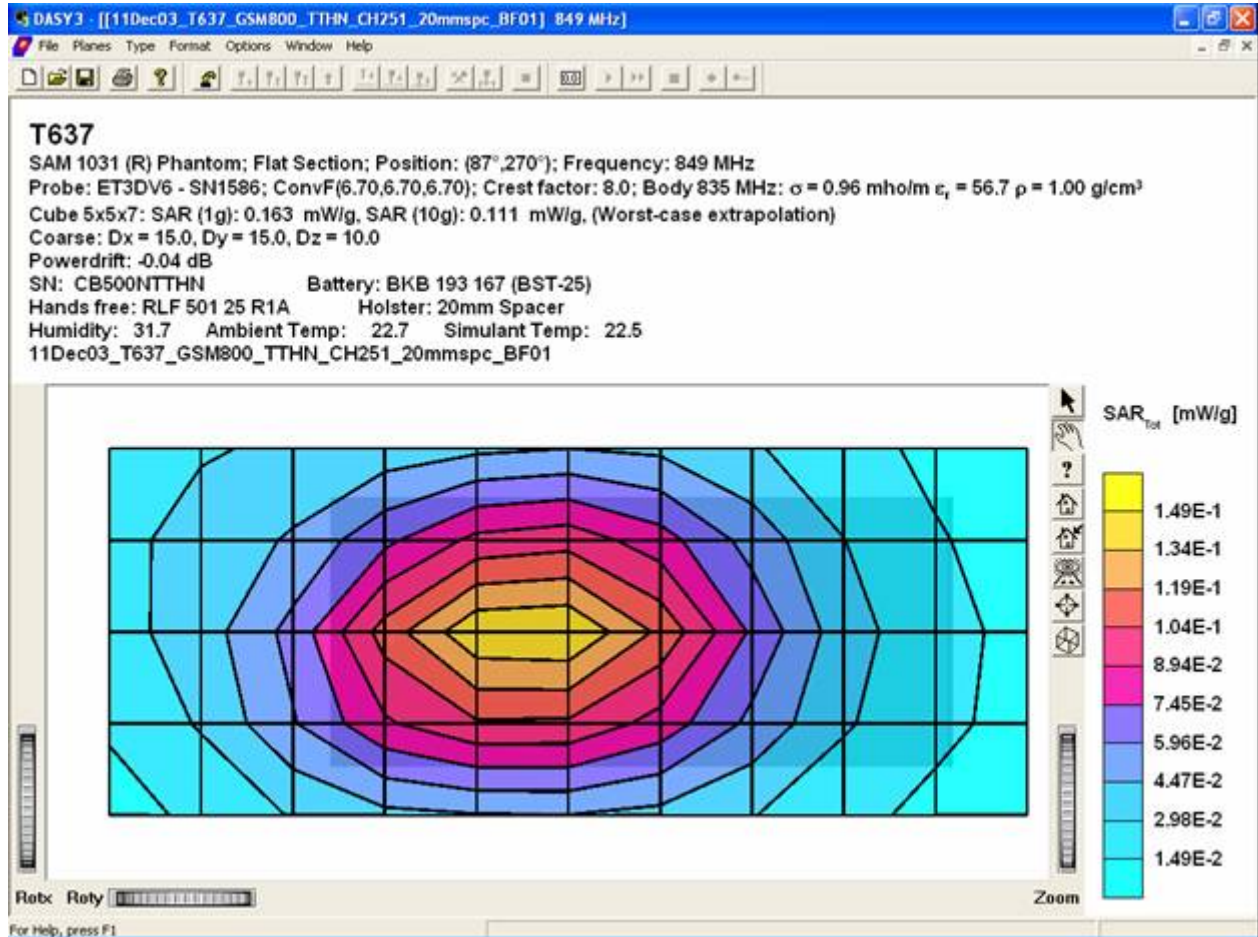 DASY3 - [[11Dec03_T637_GSM800_TTHN_CH251_20mmspc_BF01] 849 MHz]
File Planes Type Format Options Window Help
T637
SAM 1031 (R) Phantom; Flat Section; Position: (87°,270°); Frequency: 849 MHz
Probe: ET3DV6 - SN1586; ConvF(6.70,6.70,6.70); Crest factor: 8.0; Body 835 MHz: σ = 0.96 mho/m εr = 56.7 ρ = 1.00 g/cm³
Cube 5x5x7: SAR (1g): 0.163 mW/g, SAR (10g): 0.111 mW/g, (Worst-case extrapolation)
Coarse: Dx = 15.0, Dy = 15.0, Dz = 10.0
Powerdrift: -0.04 dB
SN: CB500NTTHN Battery: BKB 193 167 (BST-25)
Hands free: RLF 501 25 R1A Holster: 20mm Spacer
Humidity: 31.7 Ambient Temp: 22.7 Simulant Temp: 22.5
11Dec03_T637_GSM800_TTHN_CH251_20mmspc_BF01
SARTot [mW/g]
1.49E-1
1.34E-1
1.19E-1
1.04E-1
8.94E-2
7.45E-2
5.96E-2
4.47E-2
2.98E-2
1.49E-2
Rotx Roty Zoom
For Help, press F1